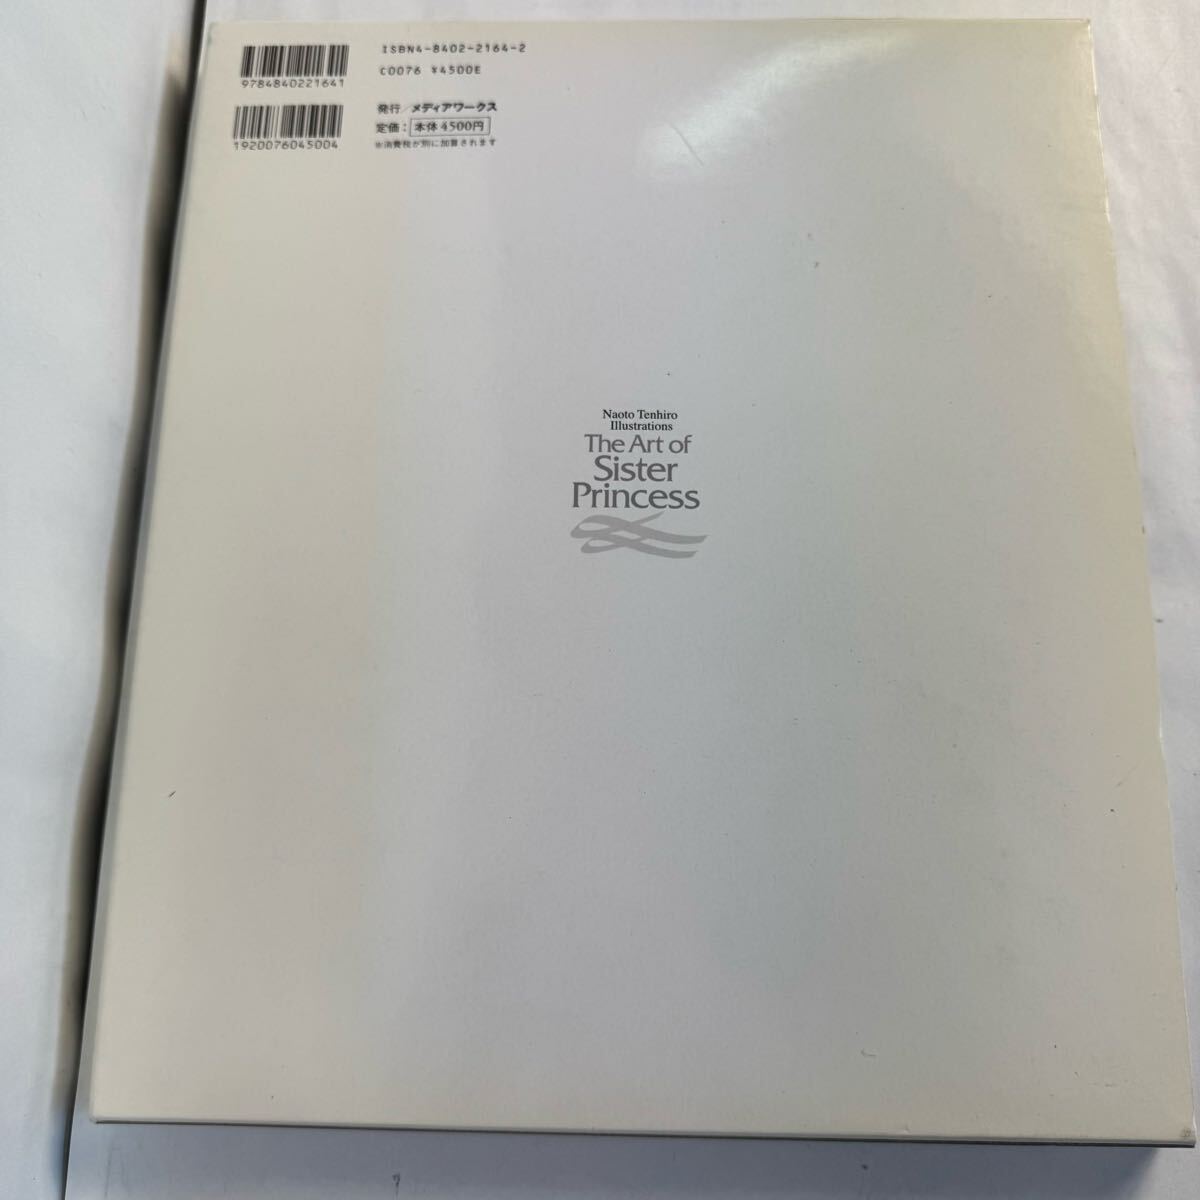 ISBN4-8402-2164-2
C0076 ¥4500E
9784840221641
発行/メディアワークス
定価:本体4500円
※消費税が別に加算されます
1920076045004
Naoto Tenhiro
Illustrations
The Art of
Sister
Princess